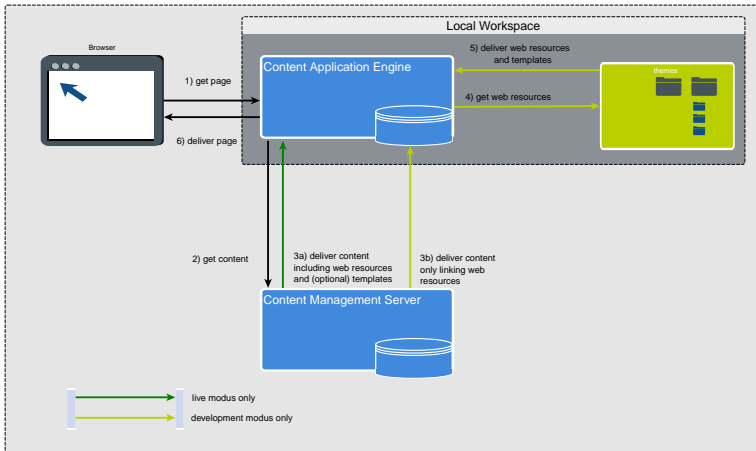 Local Workspace
Browser
Content Application Engine
5) deliver web resources
and templates
themes
1) get page
4) get web resources
6) deliver page
2) get content
3a) deliver content
including web resources
and (optional) templates
3b) deliver content
only linking web
resources
Content Management Server
live modus only
development modus only